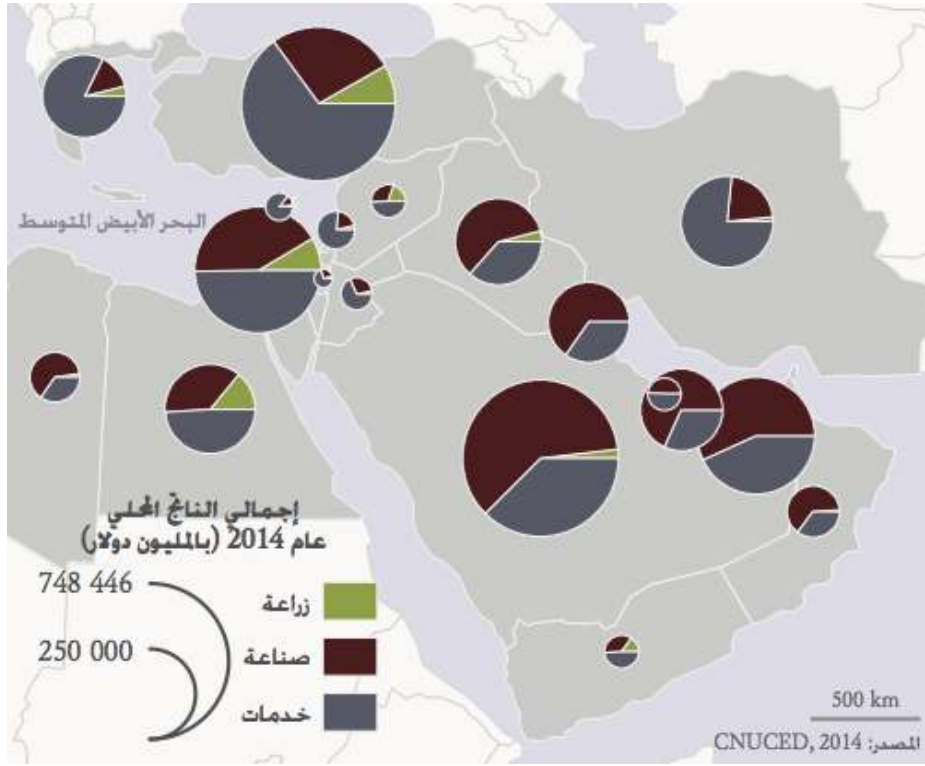 البحر الأبيض المتوسط
إجمالي الناتج المحلي
عام 2014 (بالمليون دولار)
748 446
250 000
زراعة
صناعة
خدمات
500 km
المصدر: CNUCED, 2014